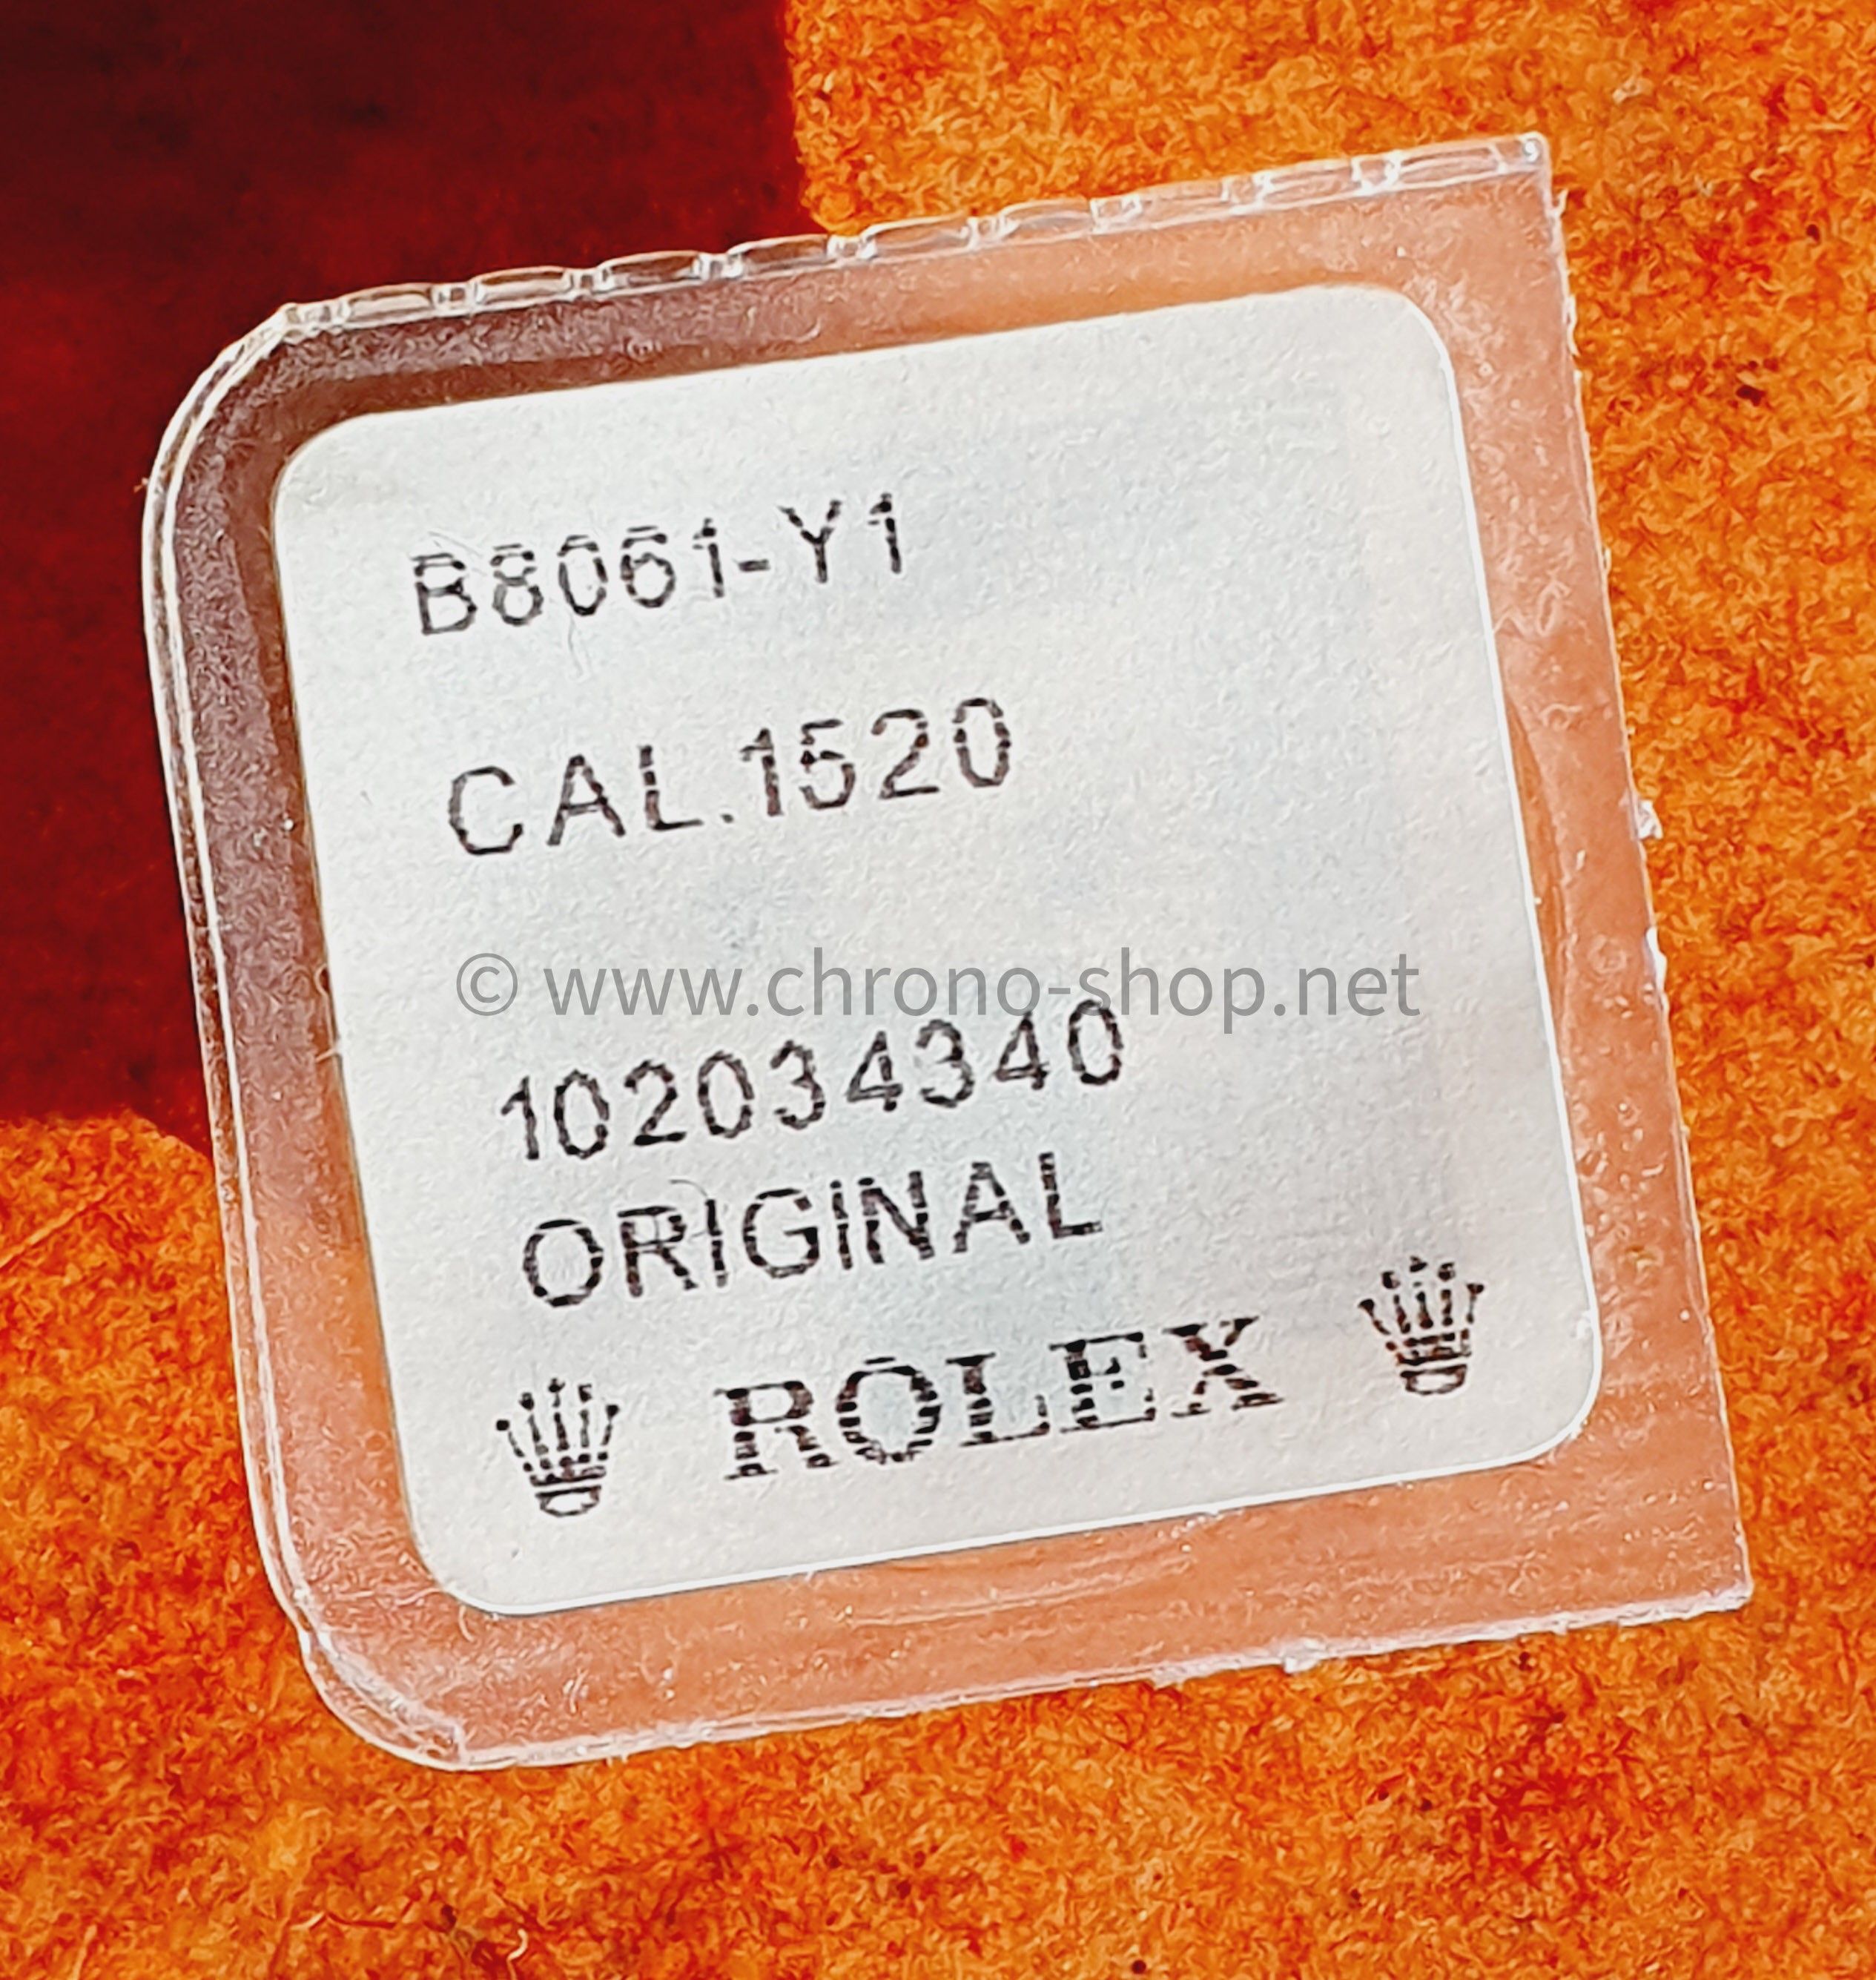 B8061-Y1
CAL.1520
© www.chrono-shop.net
102034340
ORIGINAL
ROLEX